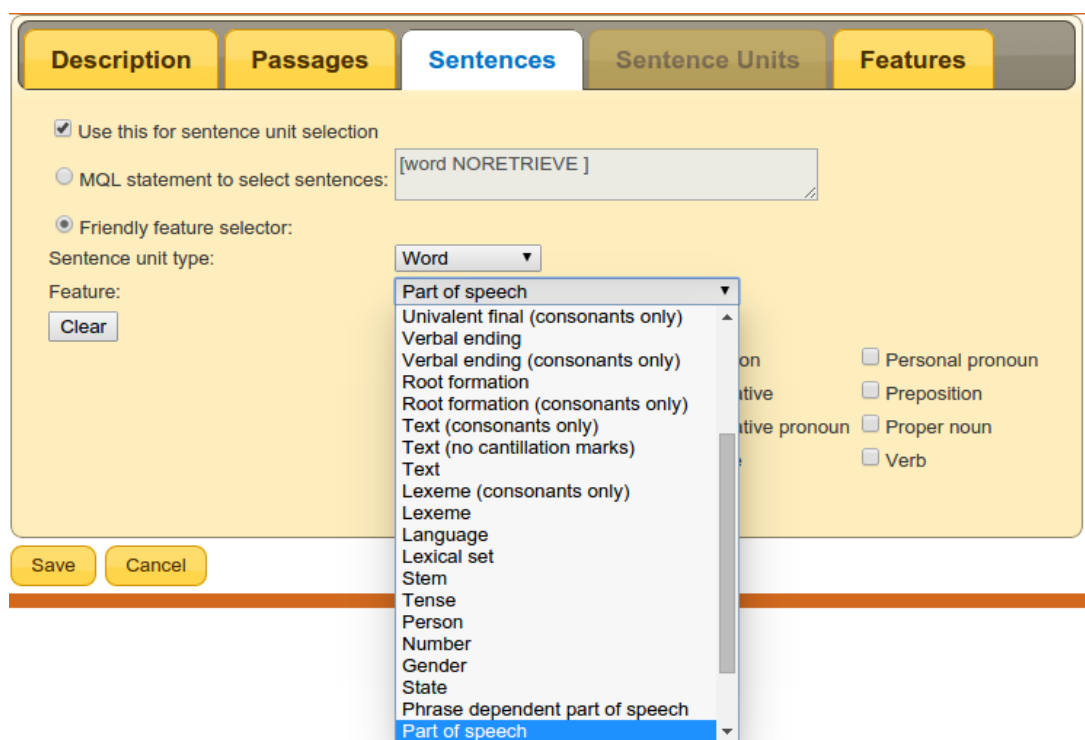 Description Passages Sentences Sentence Units Features
Use this for sentence unit selection
MQL statement to select sentences: [word NORETRIEVE ]
Friendly feature selector:
Sentence unit type: Word
Feature: Part of speech
Clear
Univalent final (consonants only)
Verbal ending
Verbal ending (consonants only)
Root formation
Root formation (consonants only)
Text (consonants only)
Text (no cantillation marks)
Text
Lexeme (consonants only)
Lexeme
Language
Lexical set
Stem
Tense
Person
Number
Gender
State
Phrase dependent part of speech
Part of speech
Personal pronoun
Preposition
pronoun Proper noun
Verb
Save Cancel